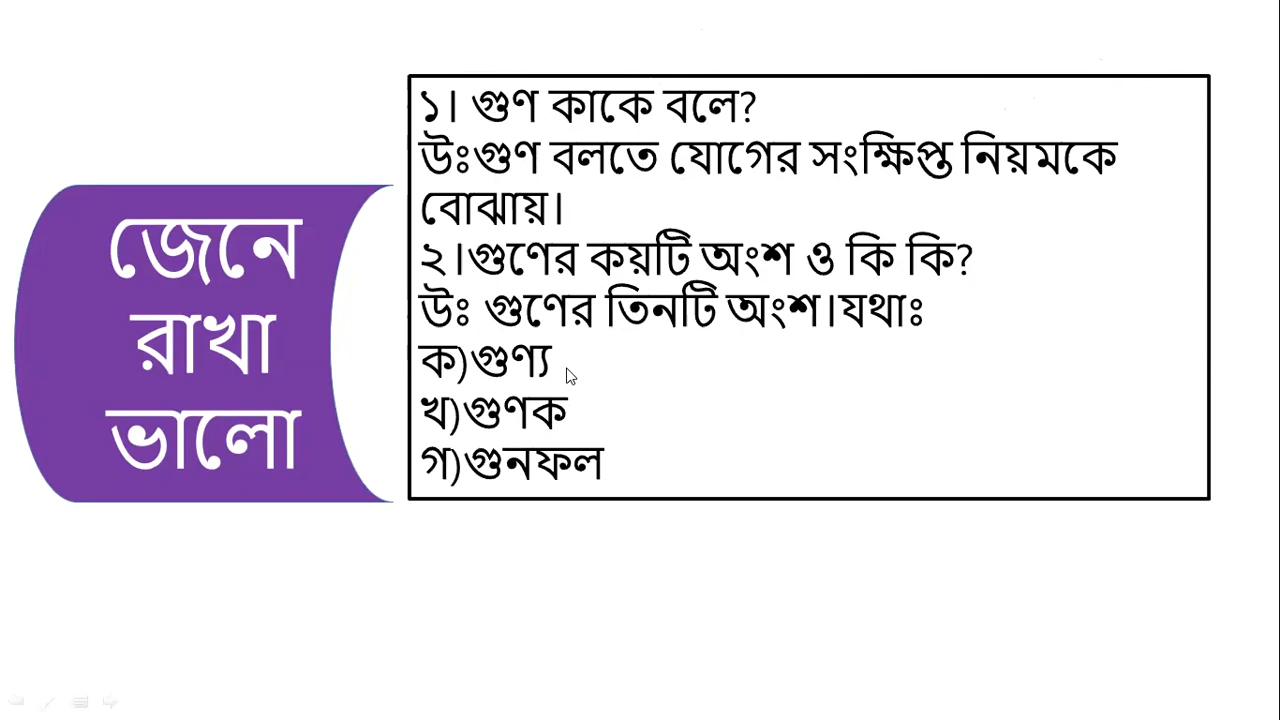 জেনে
রাখা
ভালো
১। গুণ কাকে বলে?
উঃগুণ বলতে যোগের সংক্ষিপ্ত নিয়মকে
বোঝায়।
২।গুণের কয়টি অংশ ও কি কি?
উঃ গুণের তিনটি অংশ।যথাঃ
ক)গুণ্য
খ)গুণক
গ)গুনফল